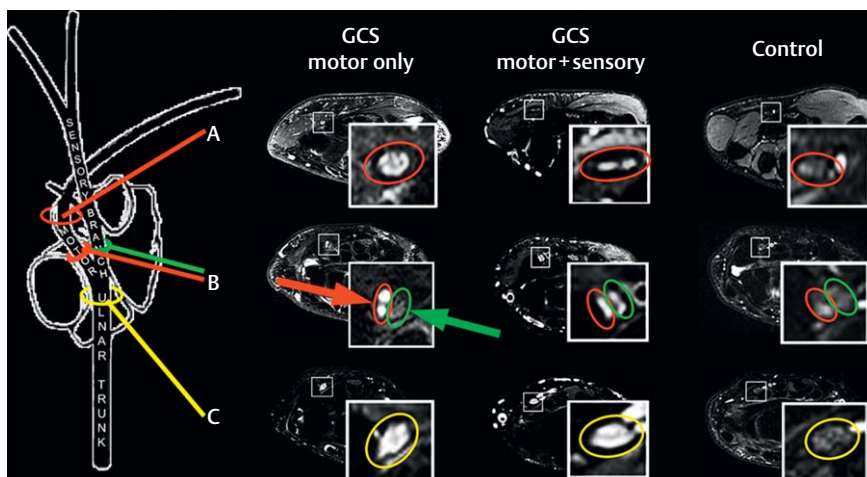 GCS
motor only
GCS
motor+sensory
Control
SENSORY BRANCH
MOTOR
ULNAR TRUNK
A
B
C